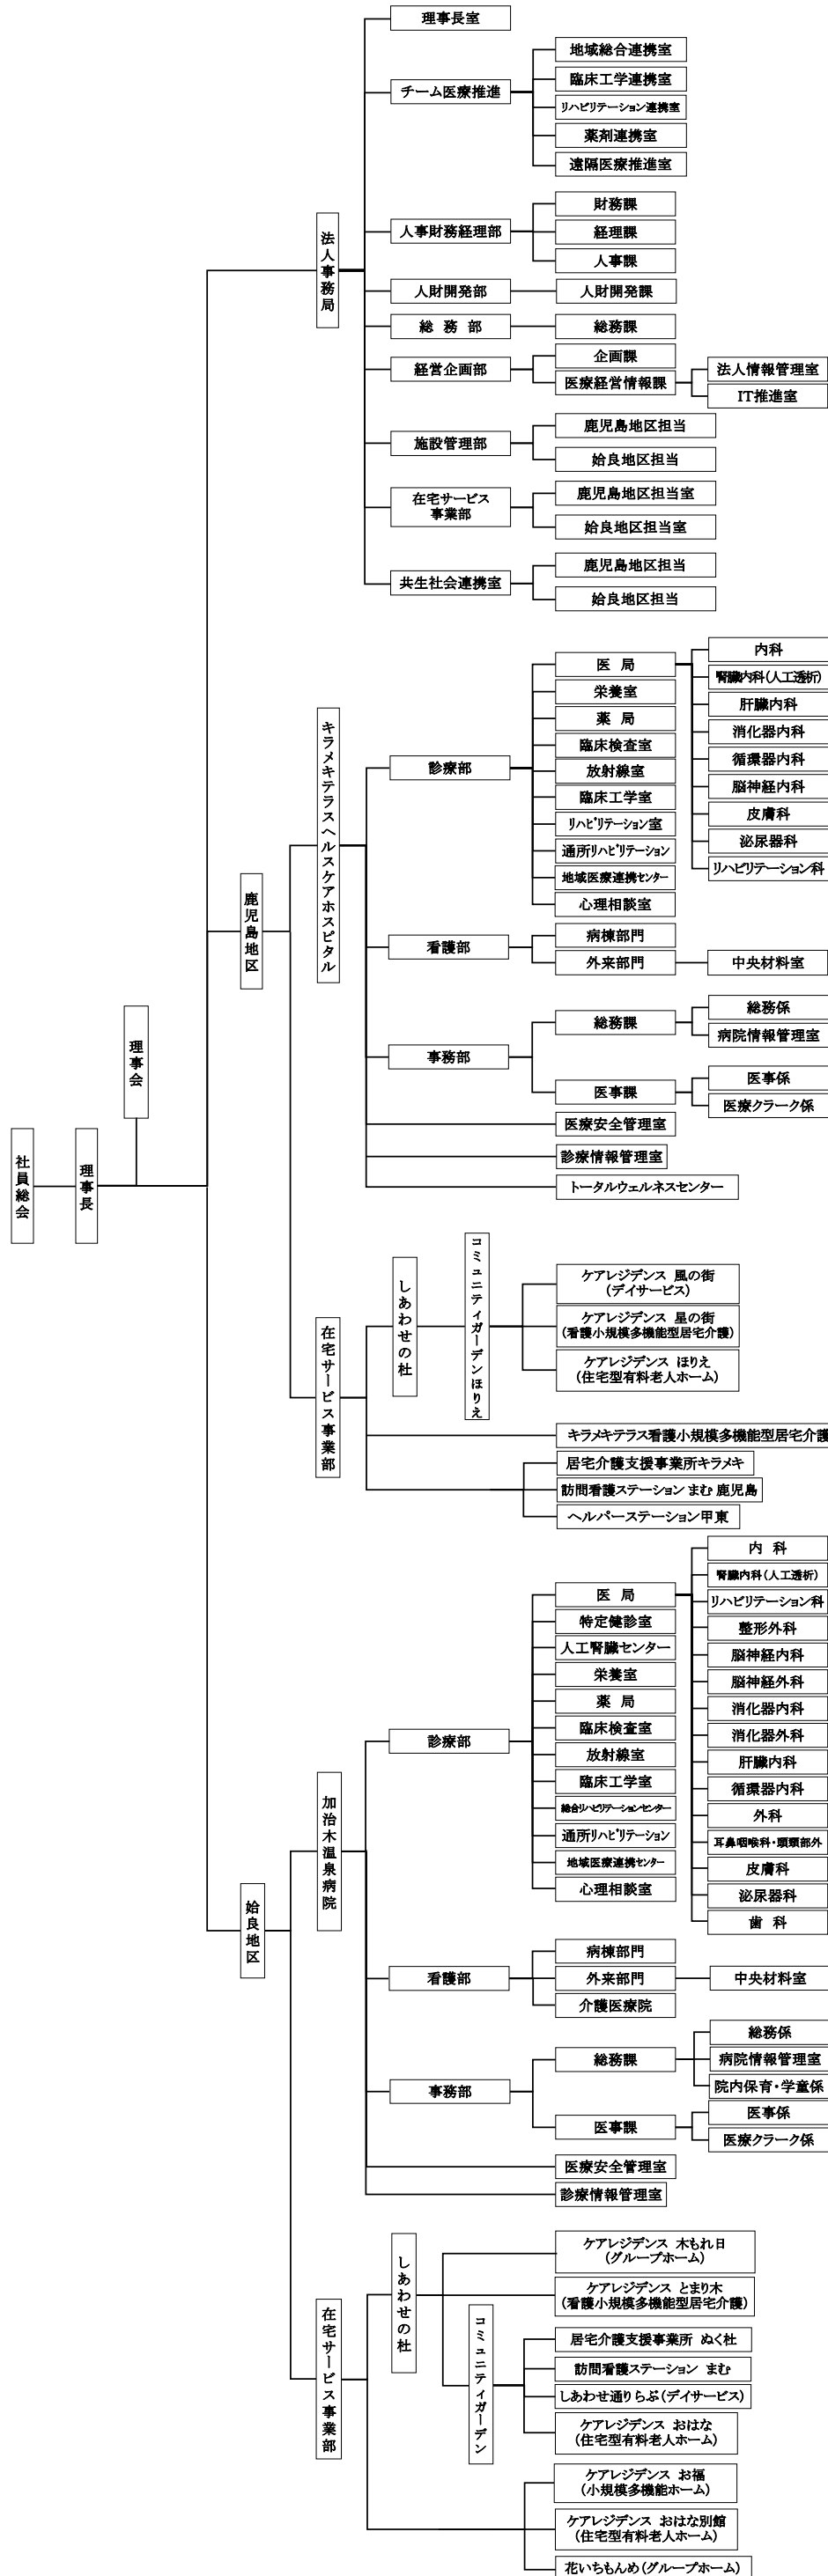 社員総会
理事長
理事会
法人事務局
理事長室
チーム医療推進
地域総合連携室
臨床工学連携室
リハビリテーション連携室
薬剤連携室
遠隔医療推進室
人事財務経理部
財務課
経理課
人事課
人財開発部
人財開発課
総 務 部
総務課
経営企画部
企画課
医療経営情報課
法人情報管理室
IT推進室
施設管理部
鹿児島地区担当
姶良地区担当
在宅サービス
事業部
鹿児島地区担当室
姶良地区担当室
共生社会連携室
鹿児島地区担当
姶良地区担当
鹿児島地区
キラメキテラスヘルスケアホスピタル
診療部
医 局
栄養室
薬 局
臨床検査室
放射線室
臨床工学室
リハビリテーション室
通所リハビリテーション
地域医療連携センター
心理相談室
内科
腎臓内科(人工透析)
肝臓内科
消化器内科
循環器内科
脳神経内科
皮膚科
泌尿器科
リハビリテーション科
看護部
病棟部門
外来部門
中央材料室
事務部
総務課
総務係
病院情報管理室
医事課
医事係
医療クラーク係
医療安全管理室
診療情報管理室
トータルウェルネスセンター
在宅サービス事業部
しあわせの杜
コミュニティガーデンほりえ
ケアレジデンス 風の街
(デイサービス)
ケアレジデンス 星の街
(看護小規模多機能型居宅介護)
ケアレジデンス ほりえ
(住宅型有料老人ホーム)
キラメキテラス看護小規模多機能型居宅介護
居宅介護支援事業所キラメキ
訪問看護ステーション まむ 鹿児島
ヘルパーステーション甲東
姶良地区
加治木温泉病院
診療部
医 局
特定健診室
人工腎臓センター
栄養室
薬 局
臨床検査室
放射線室
臨床工学室
総合リハビリテーションセンター
通所リハビリテーション
地域医療連携センター
心理相談室
内 科
腎臓内科(人工透析)
リハビリテーション科
整形外科
脳神経内科
脳神経外科
消化器内科
消化器外科
肝臓内科
循環器内科
外科
耳鼻咽喉科・頭頸部外
皮膚科
泌尿器科
歯 科
看護部
病棟部門
外来部門
介護医療院
中央材料室
事務部
総務課
総務係
病院情報管理室
院内保育・学童係
医事課
医事係
医療クラーク係
医療安全管理室
診療情報管理室
在宅サービス事業部
しあわせの杜
ケアレジデンス 木もれ日
(グループホーム)
ケアレジデンス とまり木
(看護小規模多機能型居宅介護)
コミュニティガーデン
居宅介護支援事業所 ぬく杜
訪問看護ステーション まむ
しあわせ通りらぶ(デイサービス)
ケアレジデンス おはな
(住宅型有料老人ホーム)
ケアレジデンス お福
(小規模多機能ホーム)
ケアレジデンス おはな別館
(住宅型有料老人ホーム)
花いちもんめ(グループホーム)